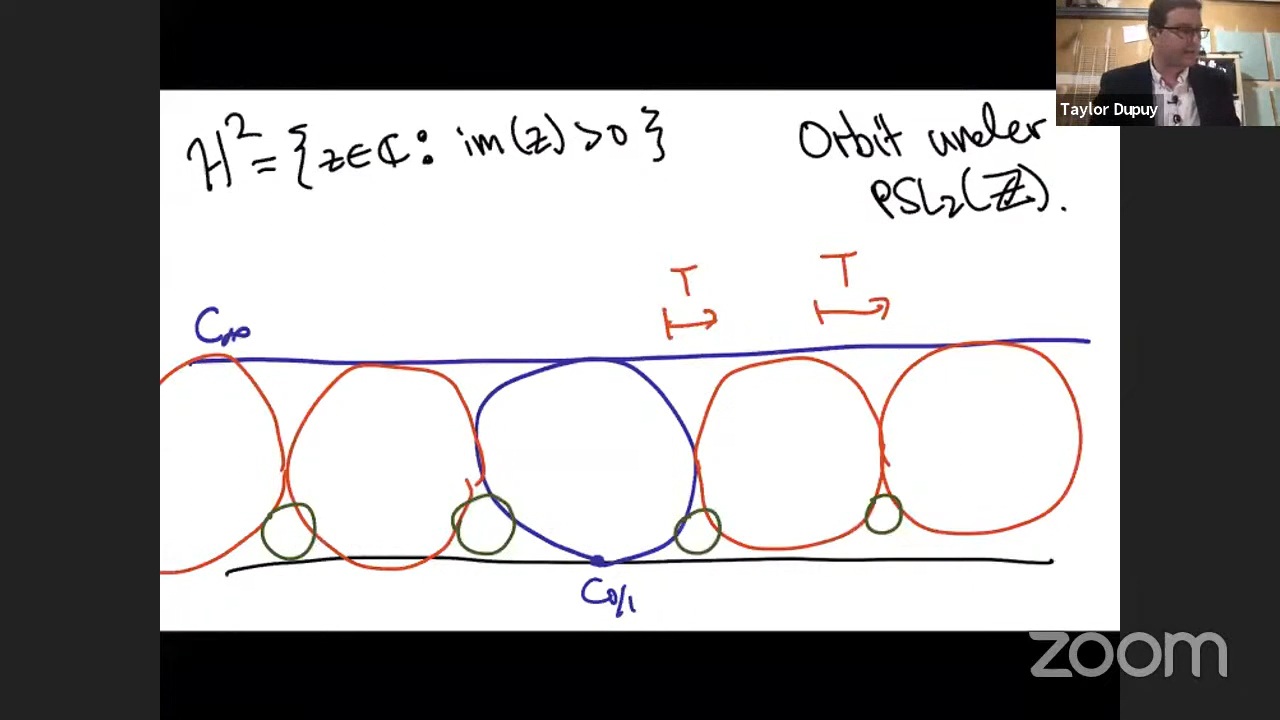 Taylor Dupuy
H² = {z∈ℂ: im(z)>0}
Orbit under
PSL₂(ℤ).
T
T
C∞
C0/1
zoom